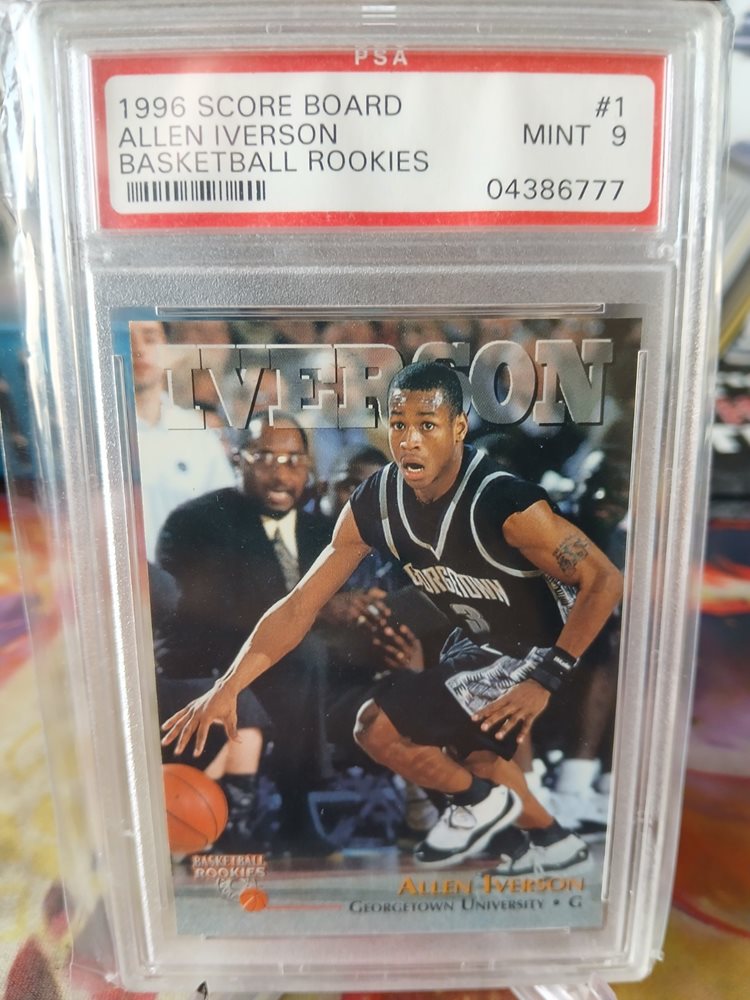 PSA
1996 SCORE BOARD #1
ALLEN IVERSON MINT 9
BASKETBALL ROOKIES
04386777
IVERSON
GEORGETOWN
3
BASKETBALL
ROOKIES
ALLEN IVERSON
GEORGETOWN UNIVERSITY • G